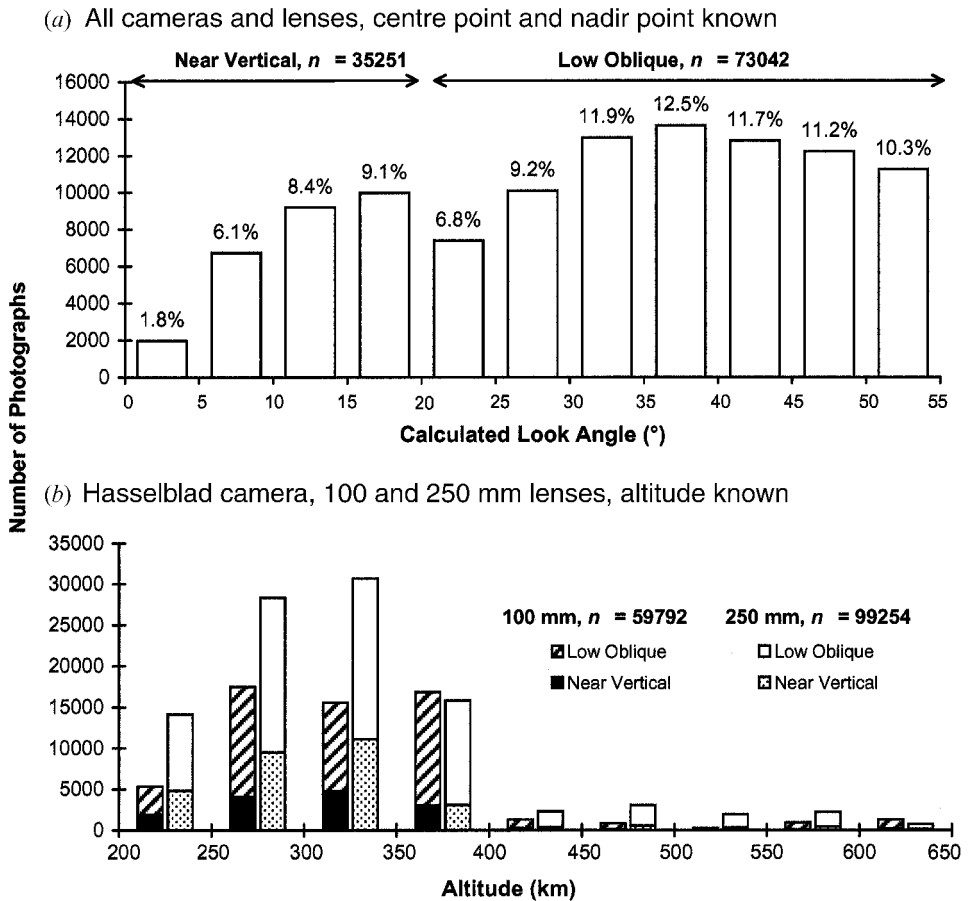 (a) All cameras and lenses, centre point and nadir point known
Near Vertical, n = 35251
Low Oblique, n = 73042
16000
14000
12000
10000
8000
6000
4000
2000
0
1.8%
6.1%
8.4%
9.1%
6.8%
9.2%
11.9%
12.5%
11.7%
11.2%
10.3%
0 5 10 15 20 25 30 35 40 45 50 55
Calculated Look Angle (°)
Number of Photographs
(b) Hasselblad camera, 100 and 250 mm lenses, altitude known
35000
30000
25000
20000
15000
10000
5000
0
100 mm, n = 59792
Low Oblique
Near Vertical
250 mm, n = 99254
Low Oblique
Near Vertical
200 250 300 350 400 450 500 550 600 650
Altitude (km)